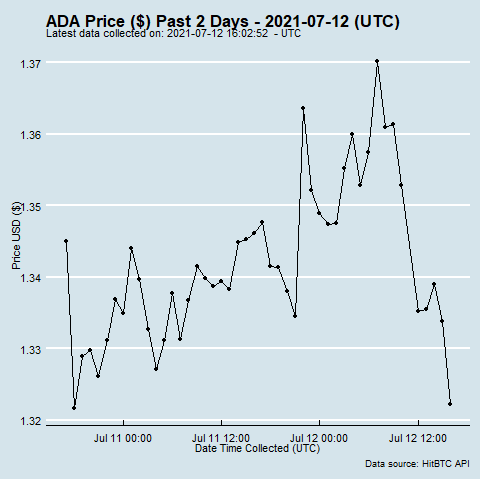 ADA Price ($) Past 2 Days - 2021-07-12 (UTC)
Latest data collected on: 2021-07-12 16:02:52 - UTC
Price USD ($)
1.37
1.36
1.35
1.34
1.33
1.32
Jul 11 00:00 Jul 11 12:00 Jul 12 00:00 Jul 12 12:00
Date Time Collected (UTC)
Data source: HitBTC API